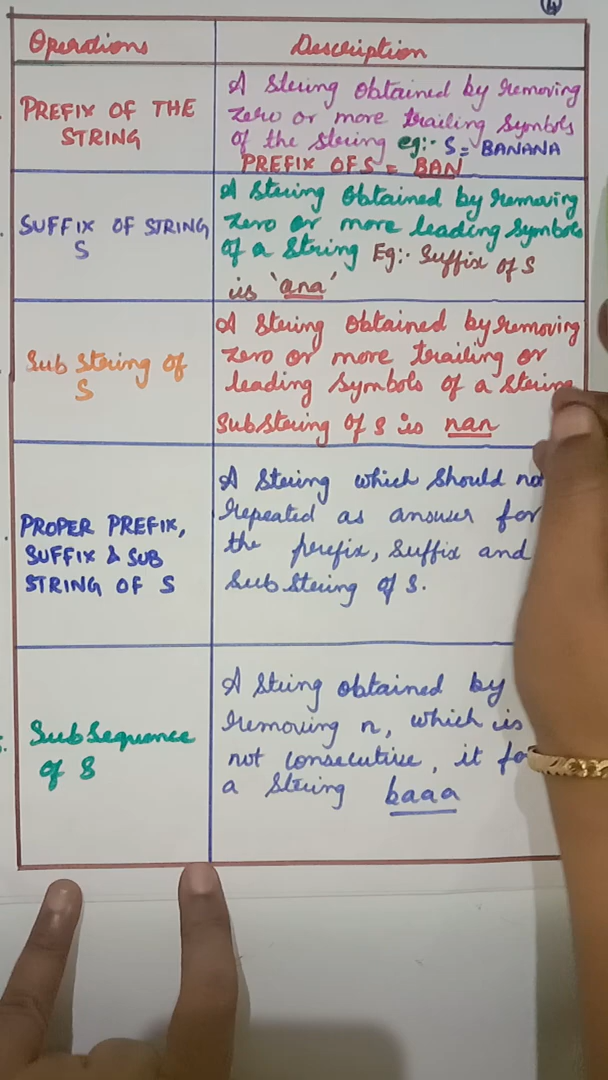 Operations
Description
PREFIX OF THE
STRING
A string obtained by removing
zero or more trailing symbols
of the string eg:- S = BANANA
PREFIX OF S = BAN
SUFFIX OF STRING
S
A string obtained by removing
zero or more leading symbols
of a string Eg:- Suffix of S
is 'ana'
Sub string of
S
A string obtained by removing
zero or more trailing or
leading symbols of a string
Substring of S is nan
PROPER PREFIX,
SUFFIX & SUB
STRING OF S
A string which should not
repeated as answer for
the prefix, suffix and
Sub string of S.
SubSequence
of S
A string obtained by
removing n, which is
not consecutive, it
a string baaa